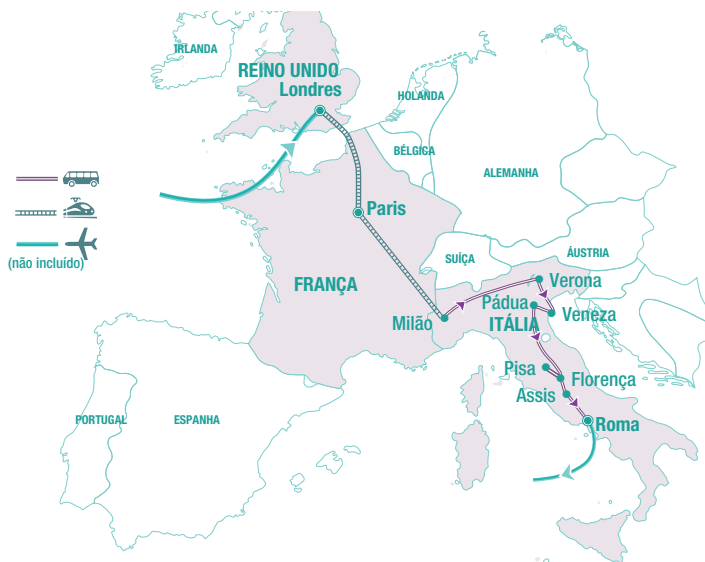 IRLANDA
REINO UNIDO
Londres
HOLANDA
BÉLGICA
ALEMANHA
Paris
(não incluído)
SUÍÇA
ÁUSTRIA
FRANÇA
Verona
Pádua
Veneza
Milão
ITÁLIA
Pisa
Florença
Assis
PORTUGAL
ESPANHA
Roma